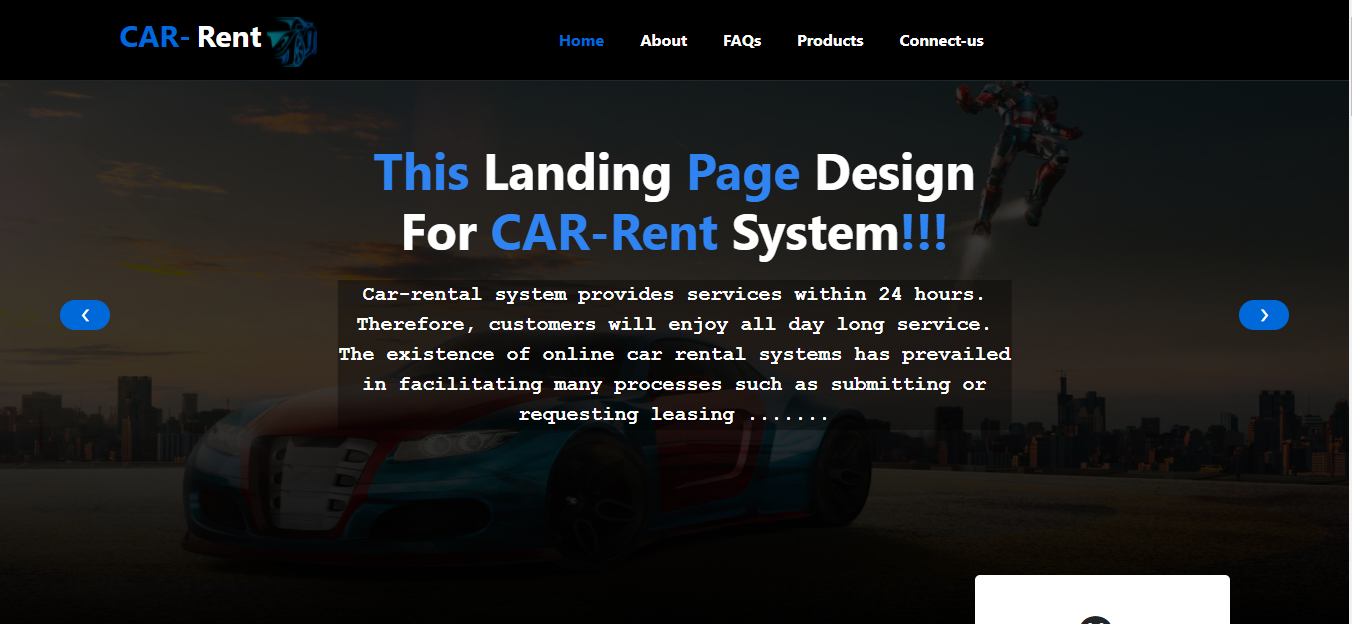 CAR- Rent
Home About FAQs Products Connect-us
This Landing Page Design
For CAR-Rent System!!!
Car-rental system provides services within 24 hours.
Therefore, customers will enjoy all day long service.
The existence of online car rental systems has prevailed
in facilitating many processes such as submitting or
requesting leasing .......